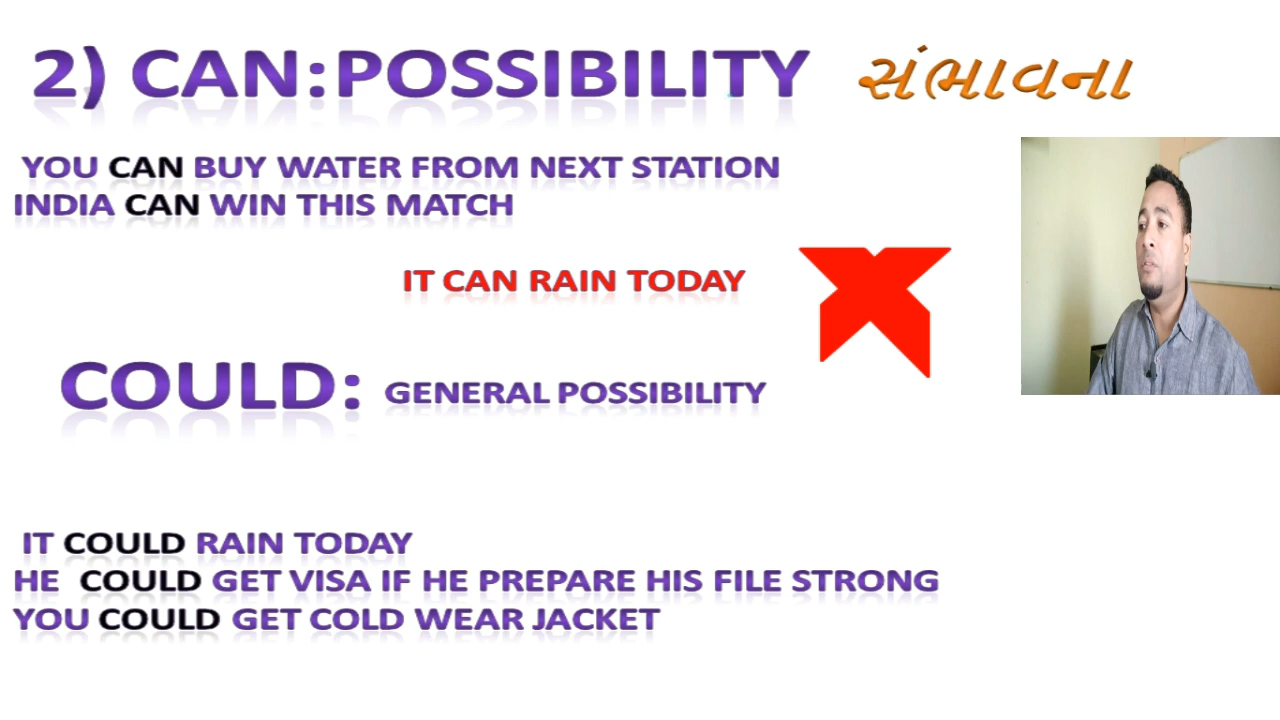 2) CAN:POSSIBILITY સંભાવના
YOU CAN BUY WATER FROM NEXT STATION
INDIA CAN WIN THIS MATCH
IT CAN RAIN TODAY
COULD: GENERAL POSSIBILITY
IT COULD RAIN TODAY
HE COULD GET VISA IF HE PREPARE HIS FILE STRONG
YOU COULD GET COLD WEAR JACKET